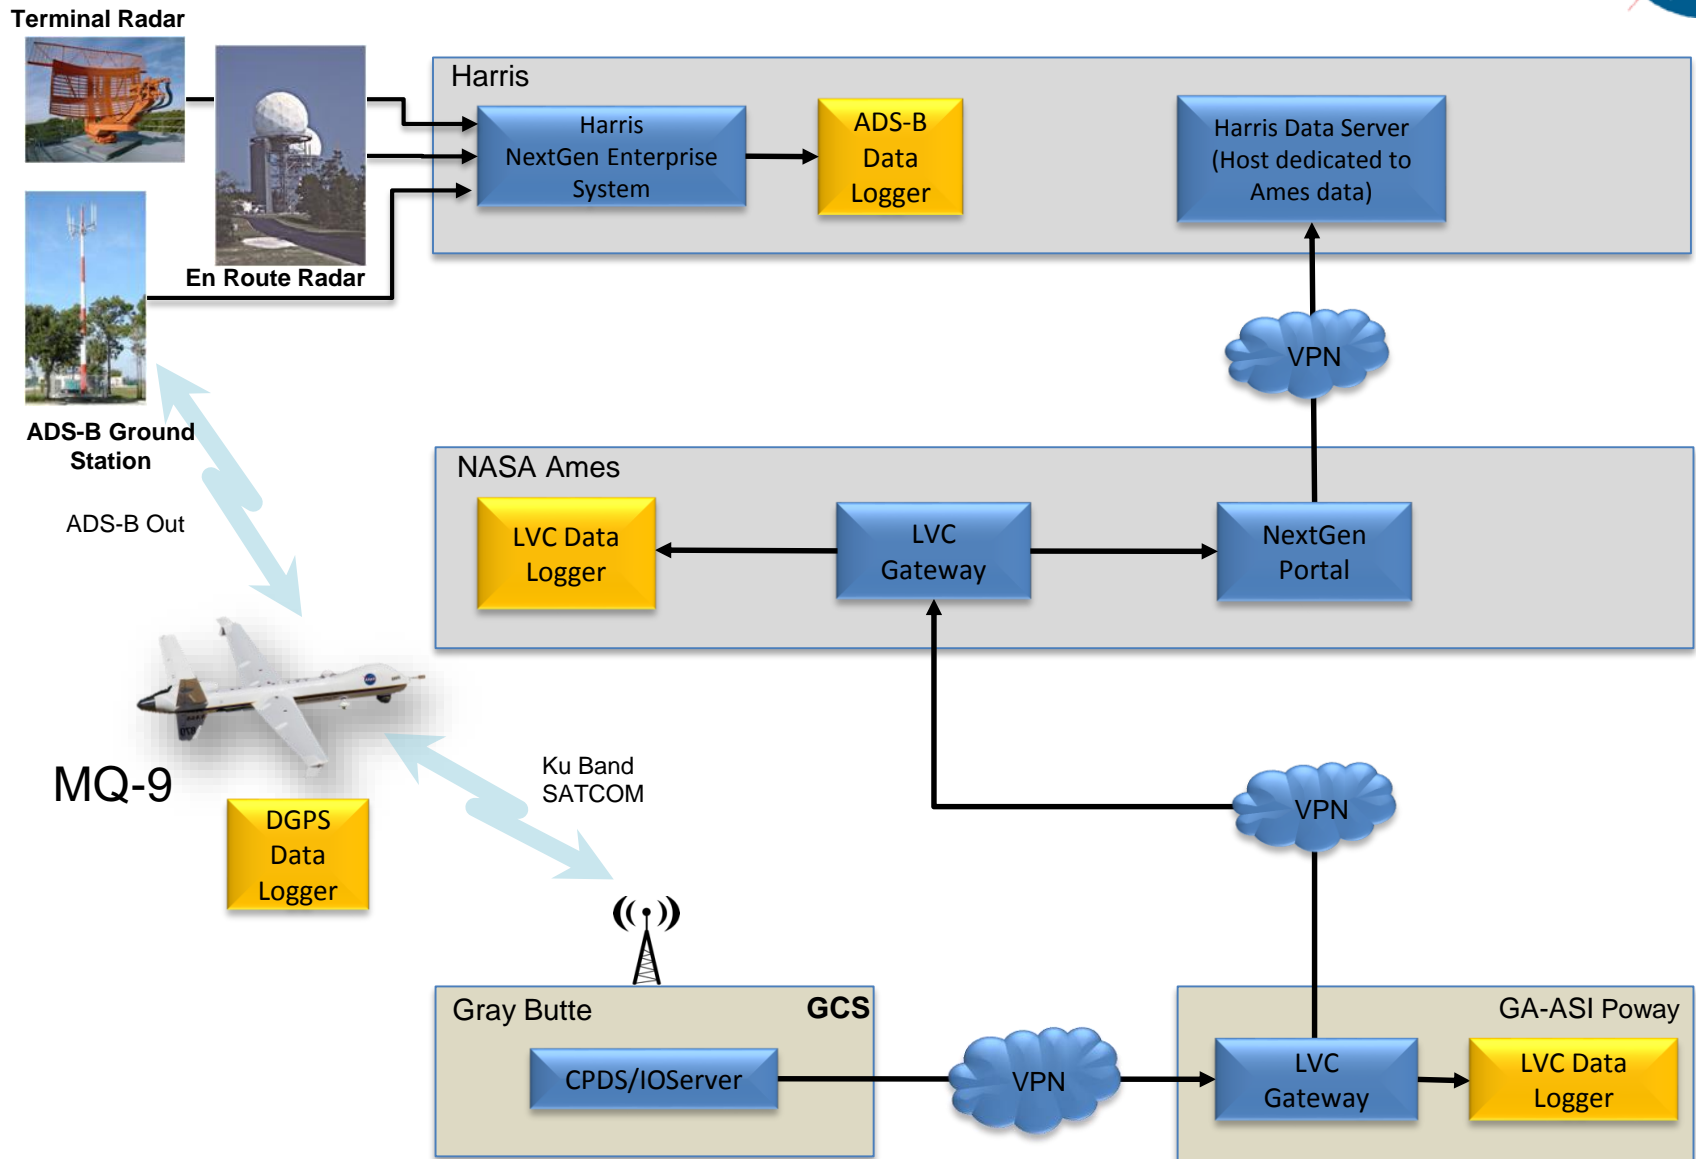 Terminal Radar
Harris
Harris
NextGen Enterprise
System
ADS-B
Data
Logger
Harris Data Server
(Host dedicated to
Ames data)
En Route Radar
VPN
ADS-B Ground
Station
ADS-B Out
NASA Ames
LVC Data
Logger
LVC
Gateway
NextGen
Portal
MQ-9
Ku Band
SATCOM
DGPS
Data
Logger
VPN
Gray Butte
GCS
CPDS/IOServer
VPN
GA-ASI Poway
LVC
Gateway
LVC Data
Logger